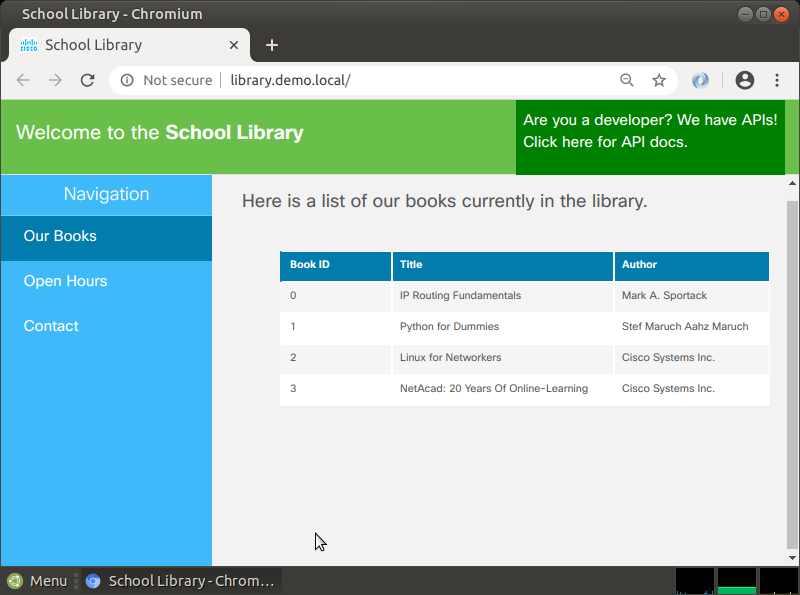 School Library - Chromium
CISCO
School Library
Not secure
library.demo.local/
Welcome to the School Library
Are you a developer? We have APIs!
Click here for API docs.
Navigation
Our Books
Open Hours
Contact
Here is a list of our books currently in the library.
Book ID Title Author
0 IP Routing Fundamentals Mark A. Sportack
1 Python for Dummies Stef Maruch Aahz Maruch
2 Linux for Networkers Cisco Systems Inc.
3 NetAcad: 20 Years Of Online-Learning Cisco Systems Inc.
Menu
School Library - Chrom...